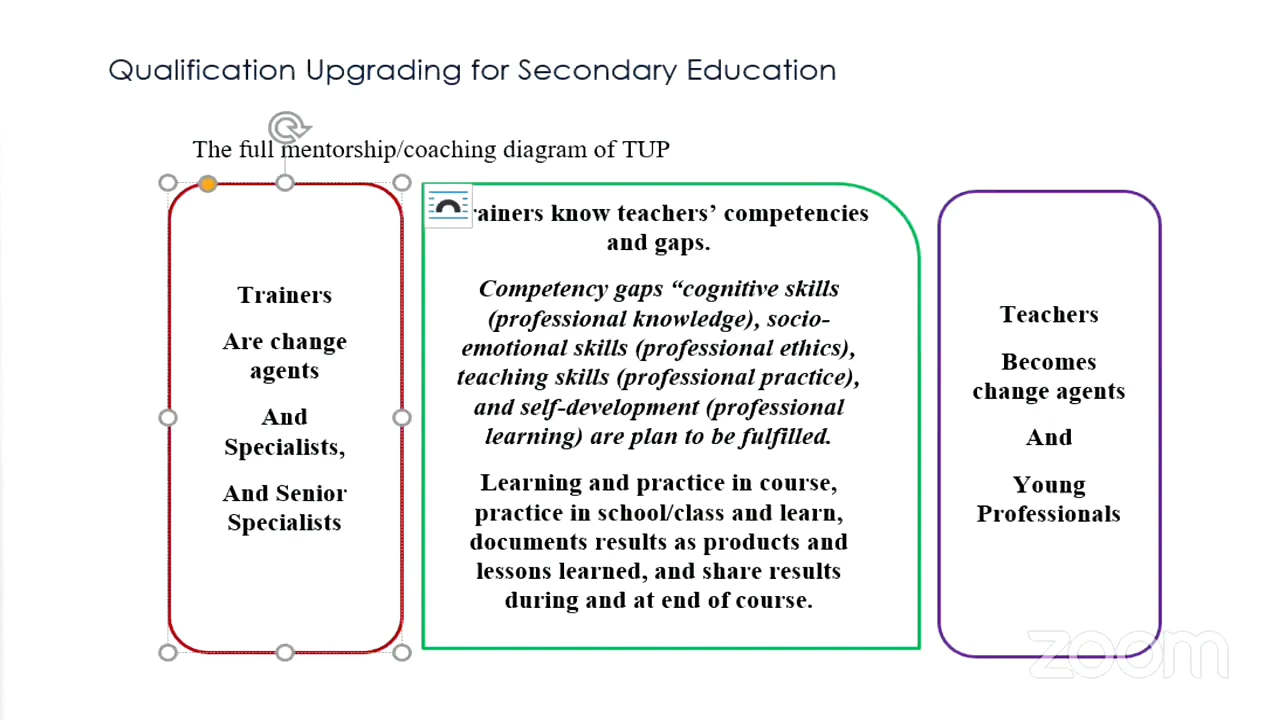 Qualification Upgrading for Secondary Education
The full mentorship/coaching diagram of TUP
Trainers
Are change
agents
And
Specialists,
And Senior
Specialists
rainers know teachers’ competencies
and gaps.
Competency gaps “cognitive skills
(professional knowledge), socio-
emotional skills (professional ethics),
teaching skills (professional practice),
and self-development (professional
learning) are plan to be fulfilled.
Learning and practice in course,
practice in school/class and learn,
documents results as products and
lessons learned, and share results
during and at end of course.
Teachers
Becomes
change agents
And
Young
Professionals
zoom